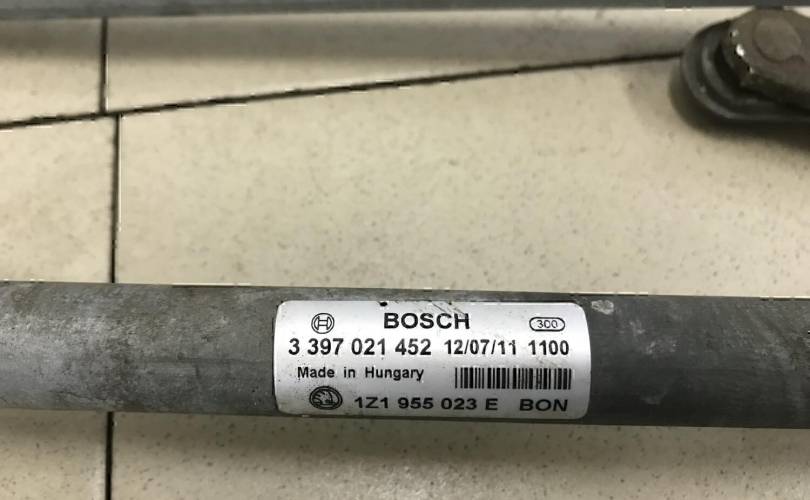 BOSCH 300
3 397 021 452 12/07/11 1100
Made in Hungary
1Z1 955 023 E BON